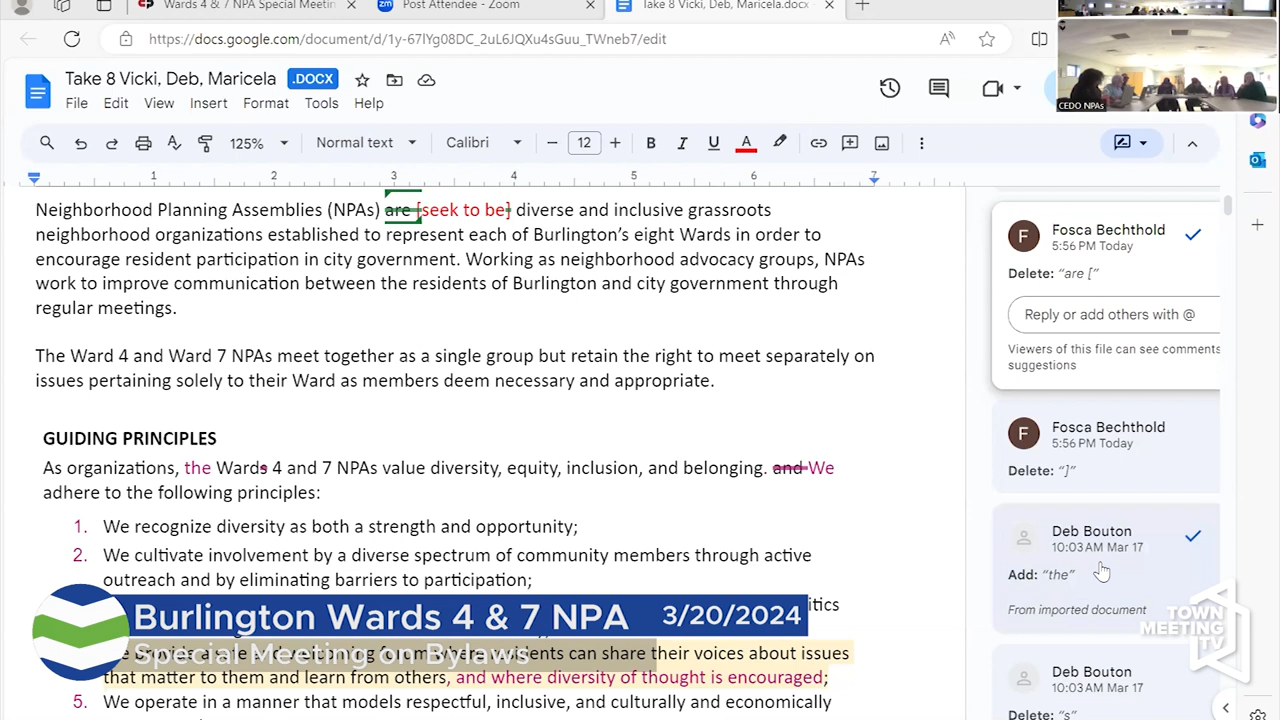 Wards 4 & 7 NPA Special Meetin
Post Attendee - Zoom
Take 8 Vicki, Deb, Maricela.docx
https://docs.google.com/document/d/1y-67lYg08DC_2uL6JQXu4sGuu_TWneb7/edit
Take 8 Vicki, Deb, Maricela .DOCX
File Edit View Insert Format Tools Help
CEDO NPAs
125% Normal text Calibri 12 B I U A
1 2 3 4 5 6 7
Neighborhood Planning Assemblies (NPAs) are [seek to be] diverse and inclusive grassroots
neighborhood organizations established to represent each of Burlington’s eight Wards in order to
encourage resident participation in city government. Working as neighborhood advocacy groups, NPAs
work to improve communication between the residents of Burlington and city government through
regular meetings.
The Ward 4 and Ward 7 NPAs meet together as a single group but retain the right to meet separately on
issues pertaining solely to their Ward as members deem necessary and appropriate.
GUIDING PRINCIPLES
As organizations, the Wards 4 and 7 NPAs value diversity, equity, inclusion, and belonging. and We
adhere to the following principles:
1. We recognize diversity as both a strength and opportunity;
2. We cultivate involvement by a diverse spectrum of community members through active
outreach and by eliminating barriers to participation;
that matter to them and learn from others, and where diversity of thought is encouraged;
5. We operate in a manner that models respectful, inclusive, and culturally and economically
Fosca Bechthold
5:56 PM Today
Delete: “are [”
Reply or add others with @
Viewers of this file can see comments
suggestions
Fosca Bechthold
5:56 PM Today
Delete: “]”
Deb Bouton
10:03 AM Mar 17
Add: “the”
From imported document
Deb Bouton
10:03 AM Mar 17
Delete: “s”
Burlington Wards 4 & 7 NPA 3/20/2024
Special Meeting on Bylaws
TOWN
MEETING
TV